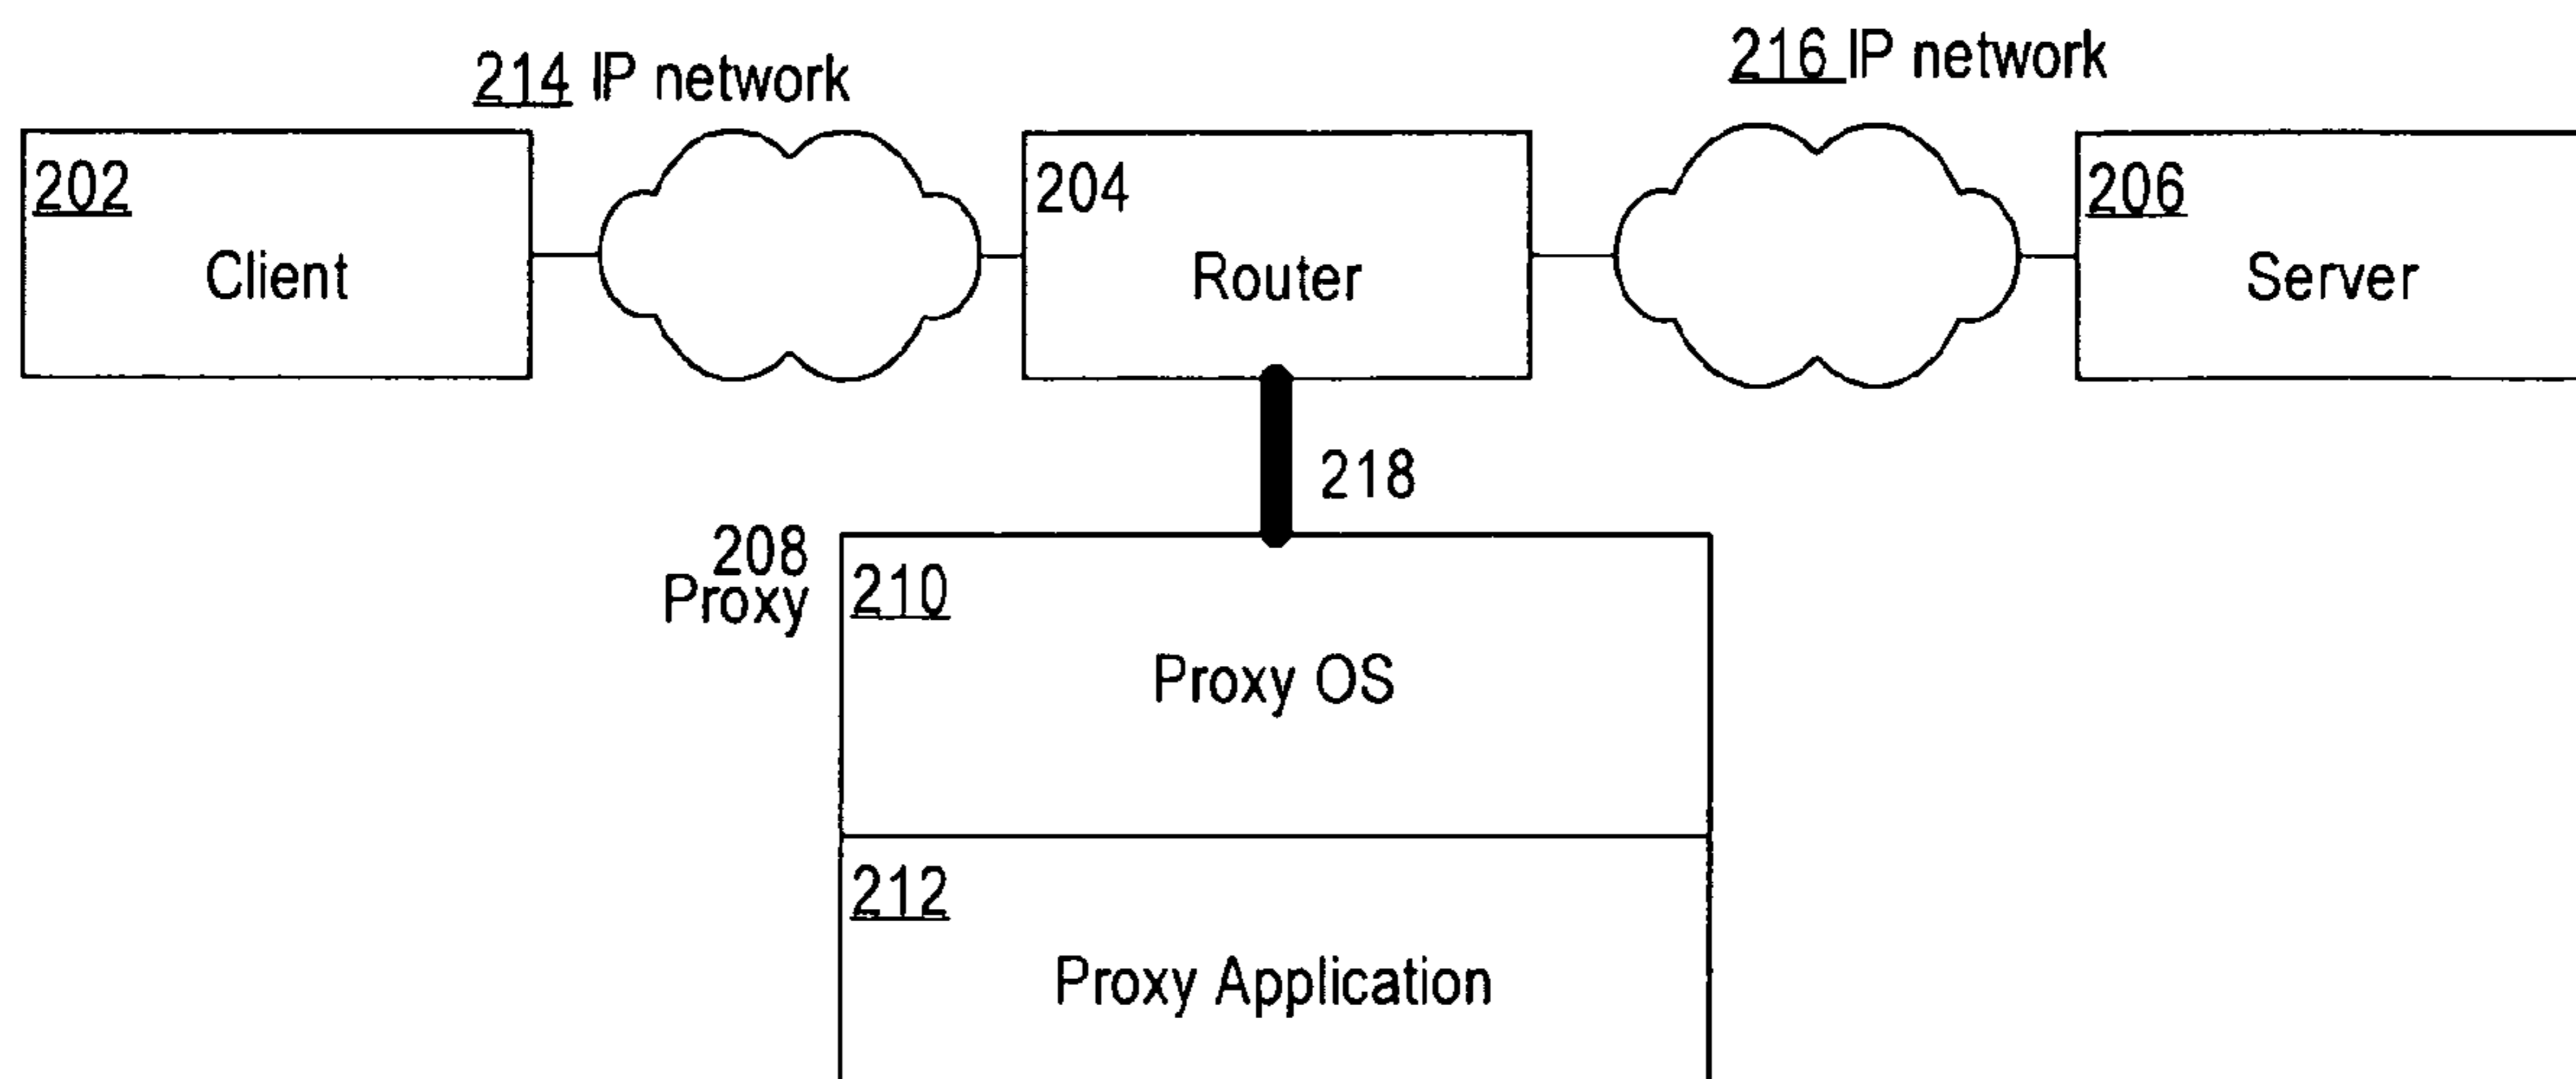 214 IP network
216 IP network
202
Client
204
Router
206
Server
218
208
Proxy
210
Proxy OS
212
Proxy Application